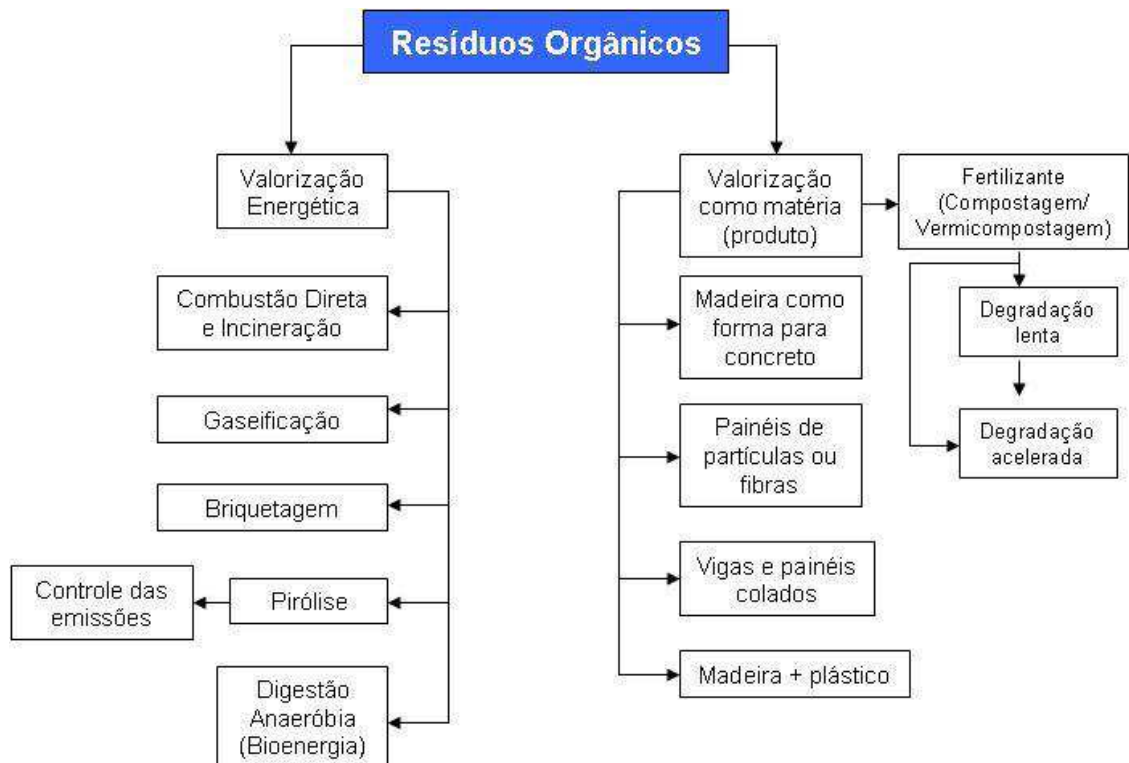 Resíduos Orgânicos
Valorização
Energética
Combustão Direta
e Incineração
Gaseificação
Briquetagem
Pirólise
Controle das
emissões
Digestão
Anaeróbia
(Bioenergia)
Valorização
como matéria
(produto)
Fertilizante
(Compostagem/
Vermicompostagem)
Degradação
lenta
Degradação
acelerada
Madeira como
forma para
concreto
Painéis de
partículas ou
fibras
Vigas e painéis
colados
Madeira + plástico